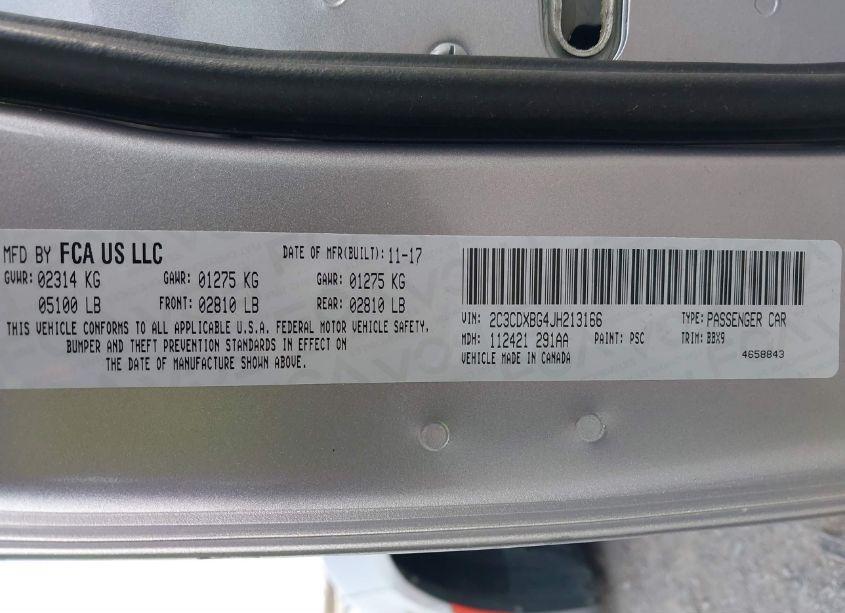 MFD BY FCA US LLC DATE OF MFR(BUILT): 11-17
GVWR: 02314 KG GAWR: 01275 KG GAWR: 01275 KG
05100 LB FRONT: 02810 LB REAR: 02810 LB
THIS VEHICLE CONFORMS TO ALL APPLICABLE U.S.A. FEDERAL MOTOR VEHICLE SAFETY,
BUMPER AND THEFT PREVENTION STANDARDS IN EFFECT ON
THE DATE OF MANUFACTURE SHOWN ABOVE.
VIN: 2C3CDXBG4JH213166 TYPE: PASSENGER CAR
MDH: 112421 291AA PAINT: PSC TRIM: BBX9
VEHICLE MADE IN CANADA 4658843